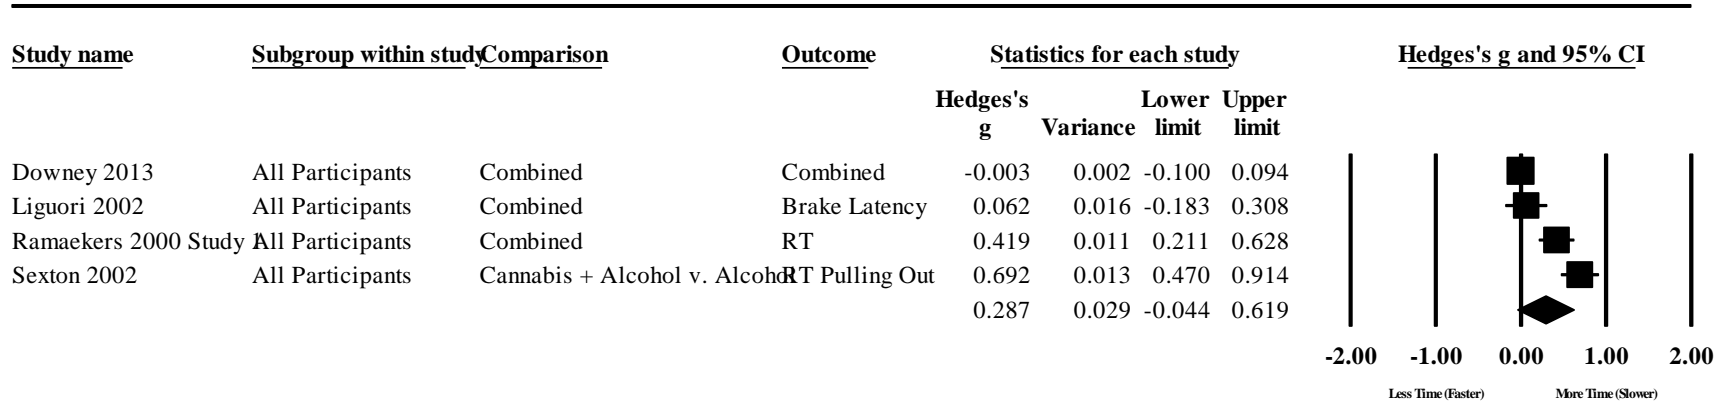 Study name Subgroup within study Comparison Outcome Statistics for each study Hedges's g and 95% CI
Hedges's g Variance Lower limit Upper limit
Downey 2013 All Participants Combined Combined -0.003 0.002 -0.100 0.094
Liguori 2002 All Participants Combined Brake Latency 0.062 0.016 -0.183 0.308
Ramaekers 2000 Study 1 All Participants Combined RT 0.419 0.011 0.211 0.628
Sexton 2002 All Participants Cannabis + Alcohol v. Alcohol RT Pulling Out 0.692 0.013 0.470 0.914
0.287 0.029 -0.044 0.619
-2.00 -1.00 0.00 1.00 2.00
Less Time (Faster) More Time (Slower)